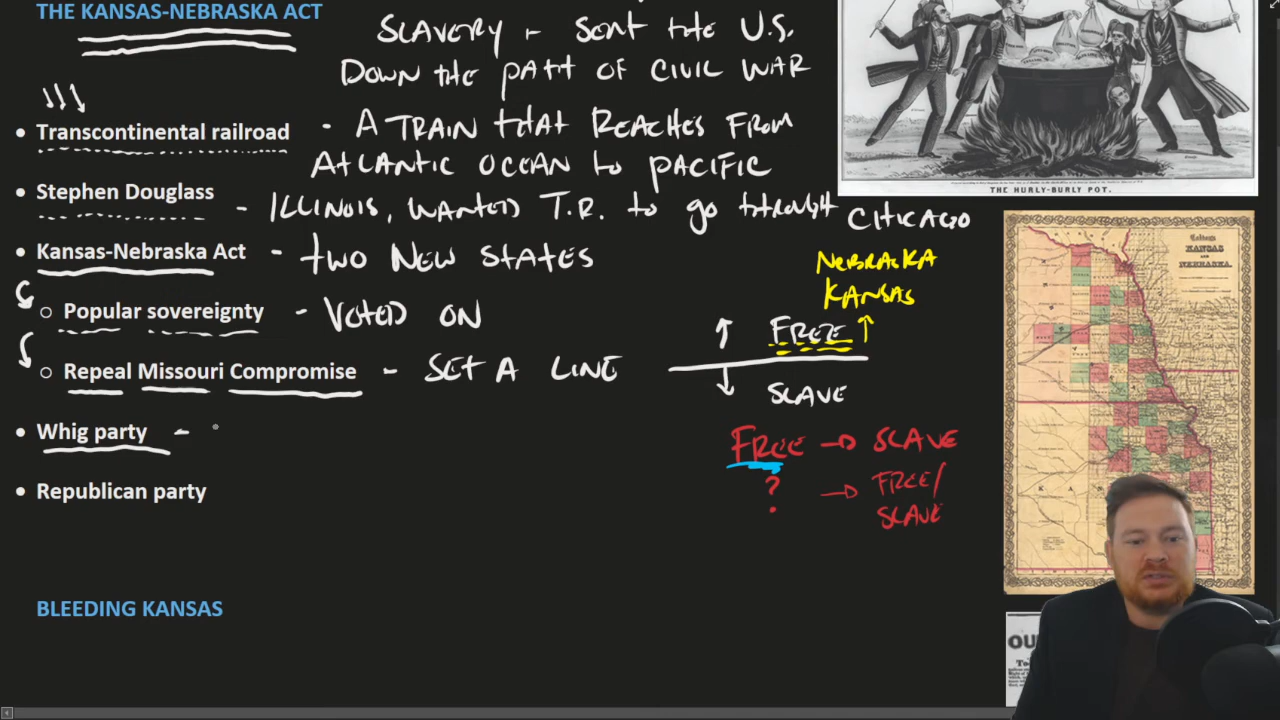 THE KANSAS-NEBRASKA ACT
SLAVERY - SENT the U.S.
DOWN the PATH OF CIVIL WAR
• Transcontinental railroad - A TRAIN that REACHES FROM
ATLANTIC OCEAN to PACIFIC
• Stephen Douglass - ILLINOIS, WANTED T.R. to go through CHICAGO
• Kansas-Nebraska Act - two NEW STATES
NEBRASKA
KANSAS
○ Popular sovereignty - VOTED ON
↑ FREE ↑
○ Repeal Missouri Compromise - SET A LINE
↓ SLAVE
• Whig party -
FREE → SLAVE
? → FREE/
SLAVE
• Republican party
BLEEDING KANSAS
THE HURLY-BURLY POT.
KANSAS
AND
NEBRASKA.
OU